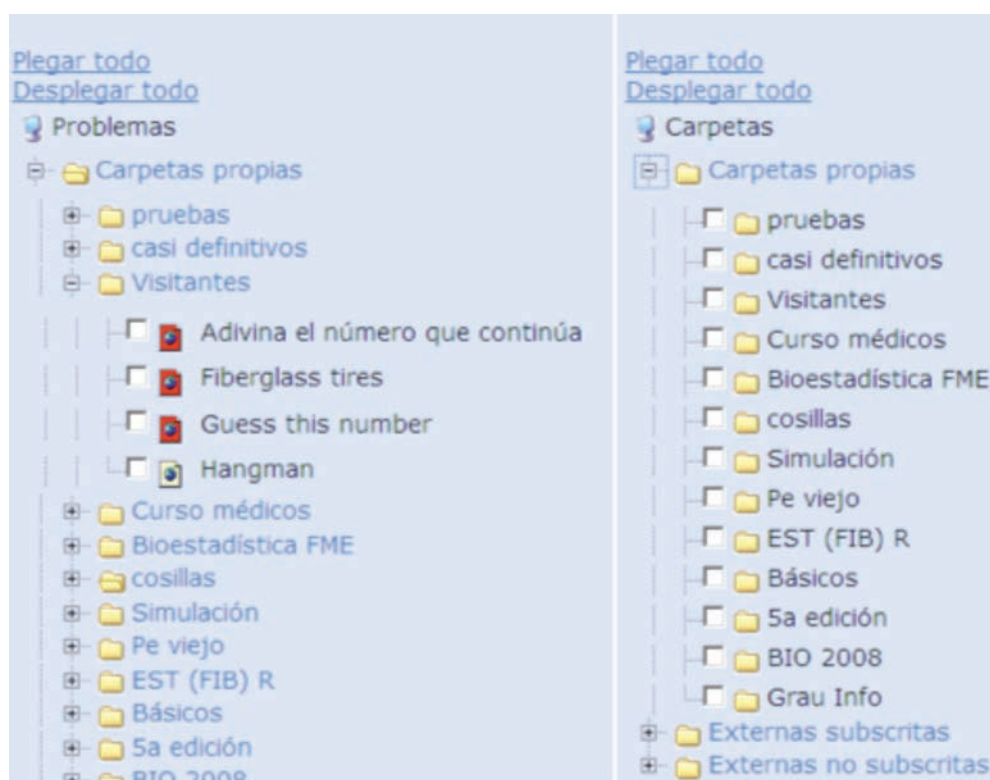 Plegar todo
Desplegar todo
Problemas
Carpetas propias
pruebas
casi definitivos
Visitantes
Adivina el número que continúa
Fiberglass tires
Guess this number
Hangman
Curso médicos
Bioestadística FME
cosillas
Simulación
Pe viejo
EST (FIB) R
Básicos
5a edición
BIO 2008
Plegar todo
Desplegar todo
Carpetas
Carpetas propias
pruebas
casi definitivos
Visitantes
Curso médicos
Bioestadística FME
cosillas
Simulación
Pe viejo
EST (FIB) R
Básicos
5a edición
BIO 2008
Grau Info
Externas subscritas
Externas no subscritas